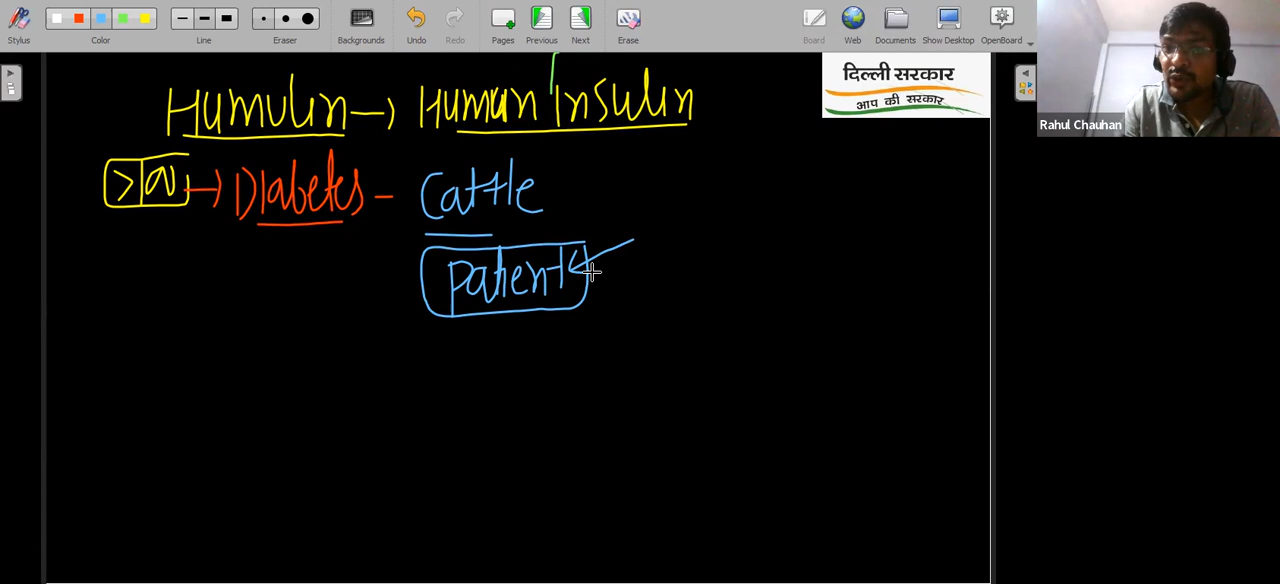 Stylus Color Line Eraser Backgrounds Undo Redo Pages Previous Next Erase Board Web Documents Show Desktop OpenBoard
Humulin → Human Insulin
दिल्ली सरकार
आप की सरकार
Rahul Chauhan
→ Diabetes - Cattle
Patient